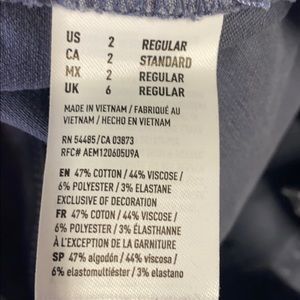 US 2 REGULAR
CA 2 STANDARD
MX 2 REGULAR
UK 6 REGULAR
MADE IN VIETNAM / FABRIQUÉ AU
VIETNAM / HECHO EN VIETNAM
RN 54485/CA 03873
RFC# AEM120605U9A
EN 47% COTTON / 44% VISCOSE /
6% POLYESTER / 3% ELASTANE
EXCLUSIVE OF DECORATION
FR 47% COTON / 44% VISCOSE /
6% POLYESTER / 3% ELASTHANNE
À L'EXCEPTION DE LA GARNITURE
SP 47% algodón / 44% viscosa /
6% elastomultiéster / 3% elastano